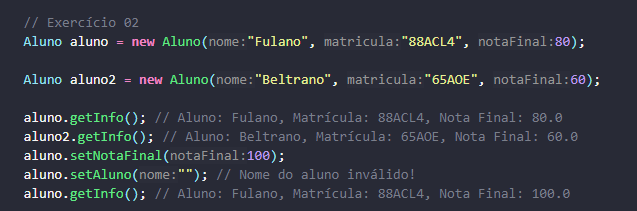 // Exercício 02
Aluno aluno = new Aluno(nome:"Fulano", matricula:"88ACL4", notaFinal:80);
Aluno aluno2 = new Aluno(nome:"Beltrano", matricula:"65AOE", notaFinal:60);
aluno.getInfo(); // Aluno: Fulano, Matrícula: 88ACL4, Nota Final: 80.0
aluno2.getInfo(); // Aluno: Beltrano, Matrícula: 65AOE, Nota Final: 60.0
aluno.setNotaFinal(notaFinal:100);
aluno.setAluno(nome:""); // Nome do aluno inválido!
aluno.getInfo(); // Aluno: Fulano, Matrícula: 88ACL4, Nota Final: 100.0